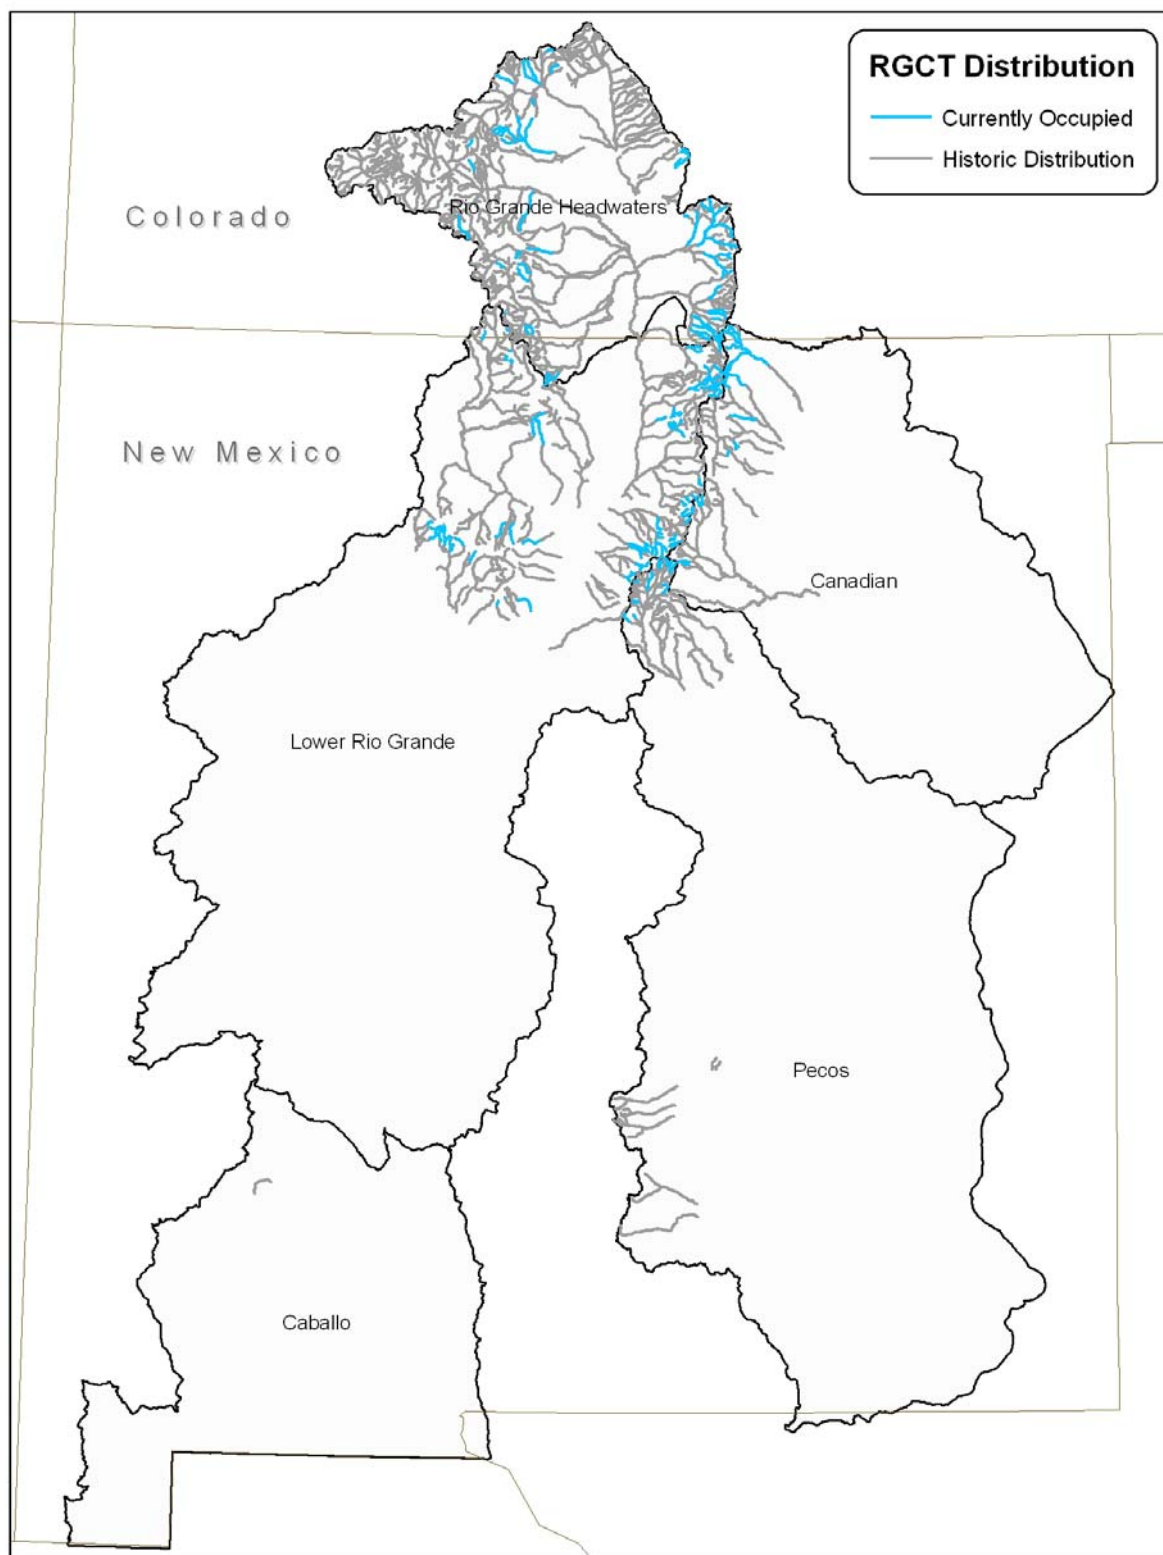 RGCT Distribution
Currently Occupied
Historic Distribution
Rio Grande Headwaters
Colorado
New Mexico
Canadian
Lower Rio Grande
Pecos
Caballo